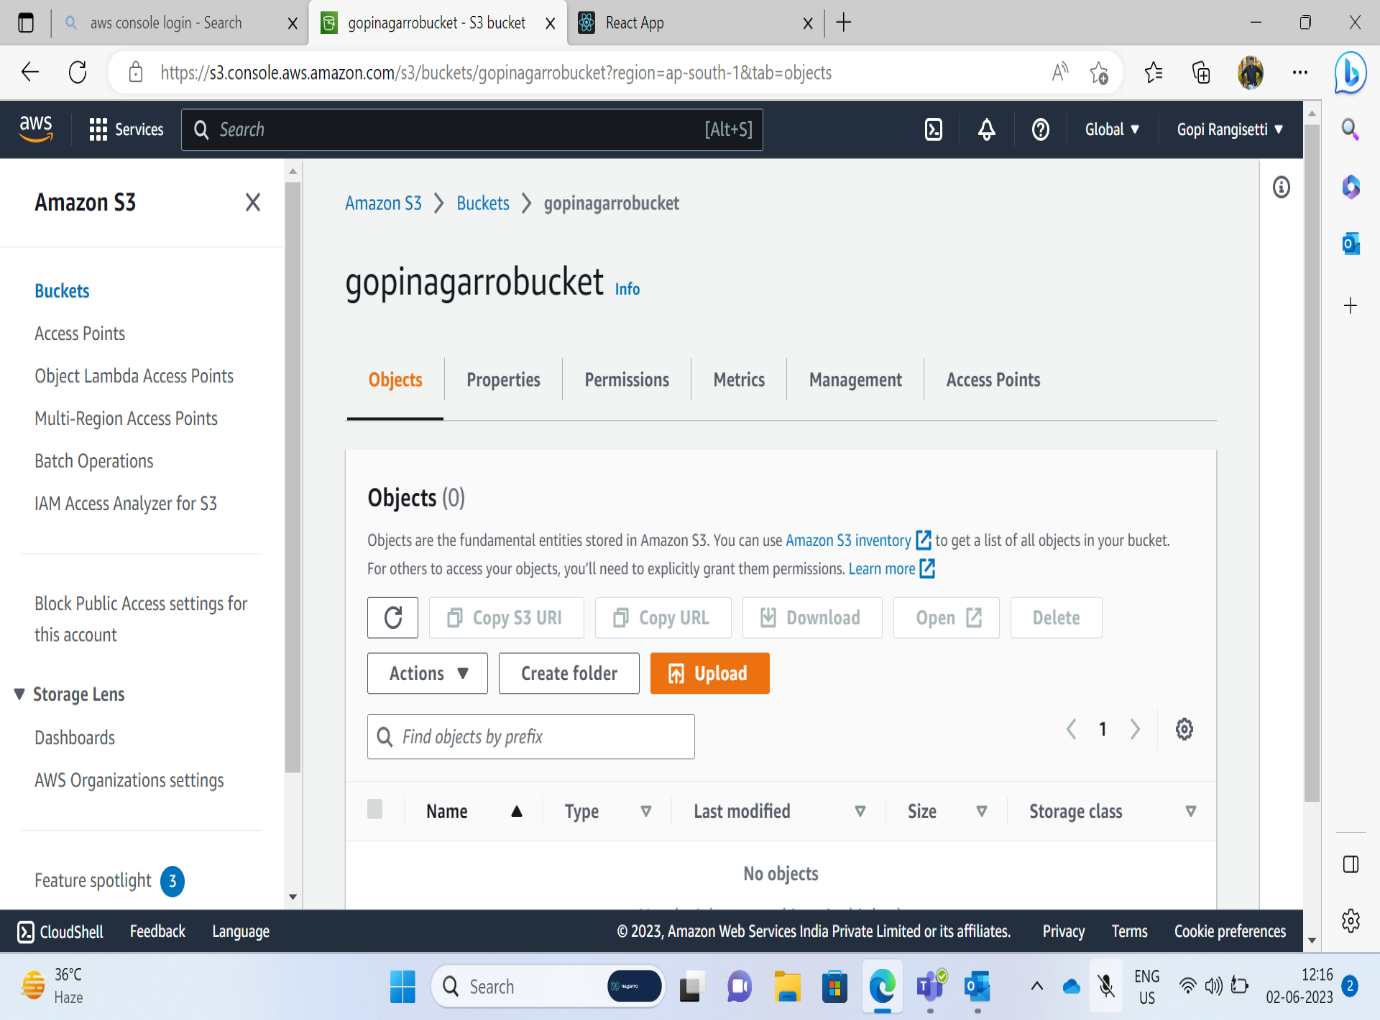 aws console login - Search
gopinagarrobucket - S3 bucket
React App
https://s3.console.aws.amazon.com/s3/buckets/gopinagarrobucket?region=ap-south-1&tab=objects
aws
Services
Search
[Alt+S]
Global
Gopi Rangisetti
Amazon S3
Buckets
Access Points
Object Lambda Access Points
Multi-Region Access Points
Batch Operations
IAM Access Analyzer for S3
Block Public Access settings for
this account
Storage Lens
Dashboards
AWS Organizations settings
Feature spotlight 3
Amazon S3 > Buckets > gopinagarrobucket
gopinagarrobucket Info
Objects
Properties
Permissions
Metrics
Management
Access Points
Objects (0)
Objects are the fundamental entities stored in Amazon S3. You can use Amazon S3 inventory to get a list of all objects in your bucket.
For others to access your objects, you'll need to explicitly grant them permissions. Learn more
Copy S3 URI
Copy URL
Download
Open
Delete
Actions
Create folder
Upload
Find objects by prefix
1
Name
Type
Last modified
Size
Storage class
No objects
CloudShell
Feedback
Language
© 2023, Amazon Web Services India Private Limited or its affiliates.
Privacy
Terms
Cookie preferences
36°C
Haze
Search
ENG
US
12:16
02-06-2023
2